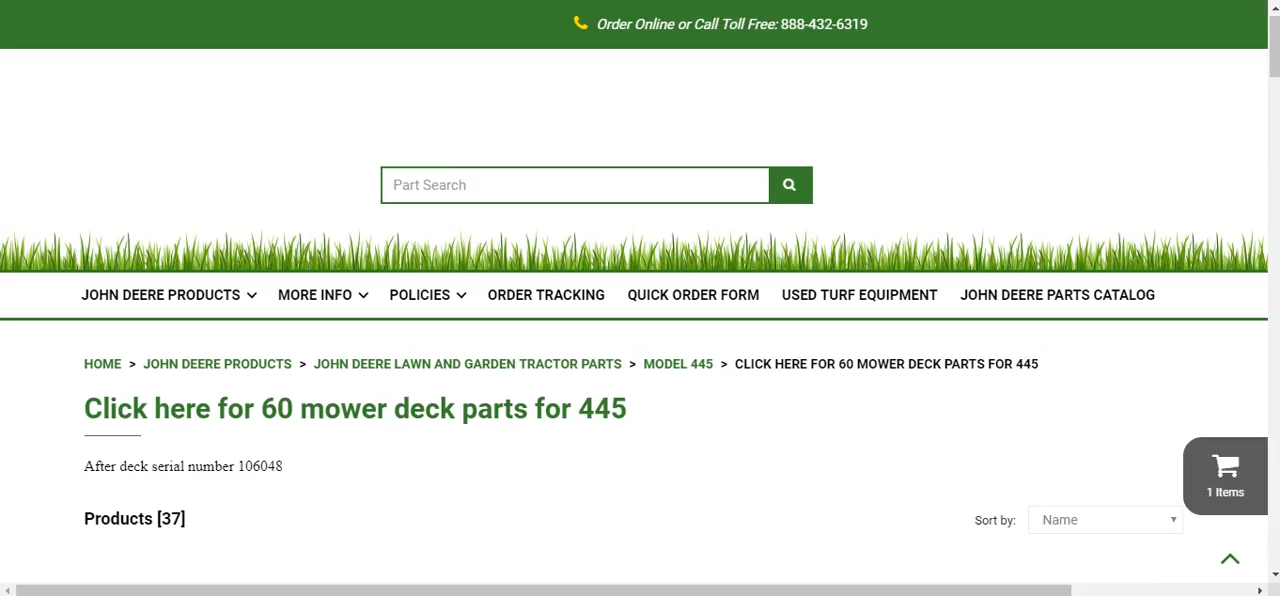 Order Online or Call Toll Free: 888-432-6319
Part Search
JOHN DEERE PRODUCTS MORE INFO POLICIES ORDER TRACKING QUICK ORDER FORM USED TURF EQUIPMENT JOHN DEERE PARTS CATALOG
HOME > JOHN DEERE PRODUCTS > JOHN DEERE LAWN AND GARDEN TRACTOR PARTS > MODEL 445 > CLICK HERE FOR 60 MOWER DECK PARTS FOR 445
Click here for 60 mower deck parts for 445
After deck serial number 106048
1 Items
Products [37]
Sort by: Name